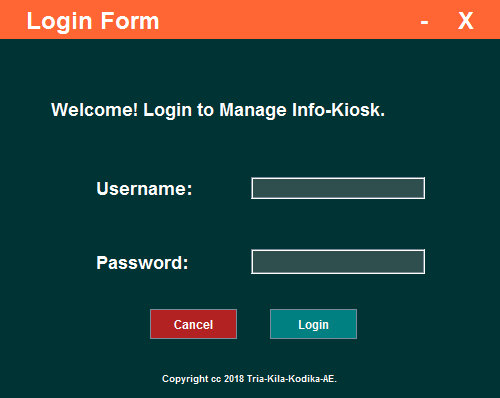 Login Form - X
Welcome! Login to Manage Info-Kiosk.
Username:
Password:
Cancel Login
Copyright cc 2018 Tria-Kila-Kodika-AE.